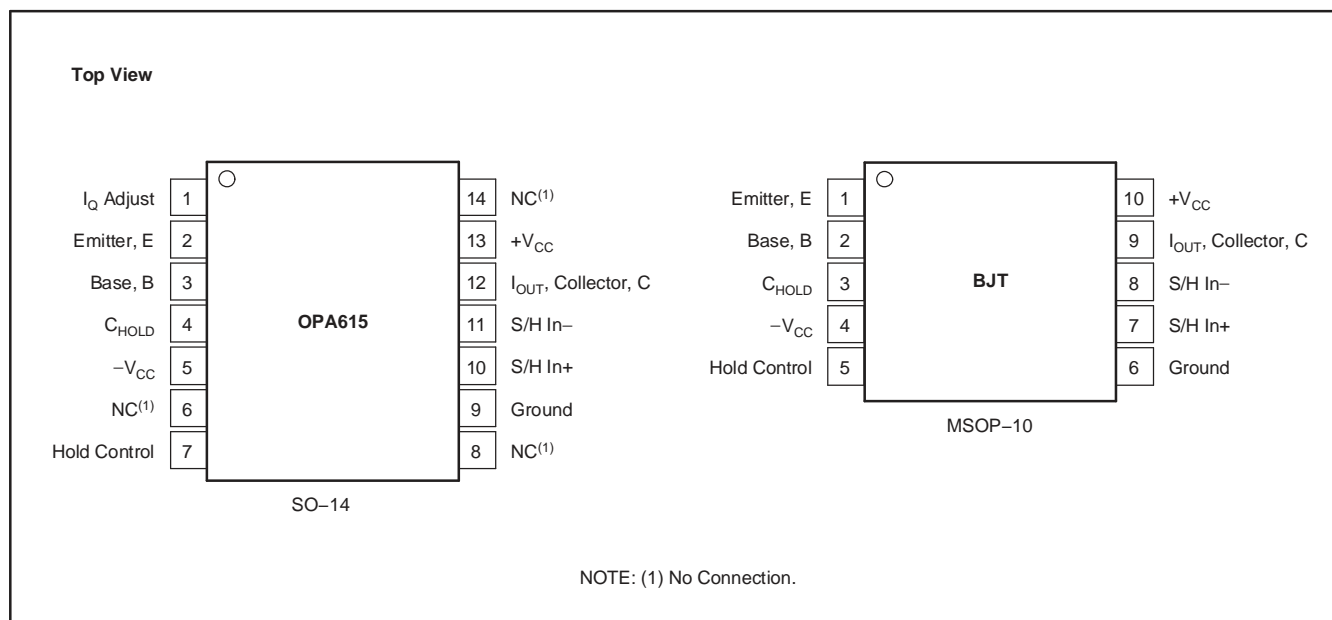 Top View
I_Q Adjust 1
Emitter, E 2
Base, B 3
C_HOLD 4
−V_CC 5
NC(1) 6
Hold Control 7
OPA615
14 NC(1)
13 +V_CC
12 I_OUT, Collector, C
11 S/H In−
10 S/H In+
9 Ground
8 NC(1)
SO−14
Emitter, E 1
Base, B 2
C_HOLD 3
−V_CC 4
Hold Control 5
BJT
10 +V_CC
9 I_OUT, Collector, C
8 S/H In−
7 S/H In+
6 Ground
MSOP−10
NOTE: (1) No Connection.